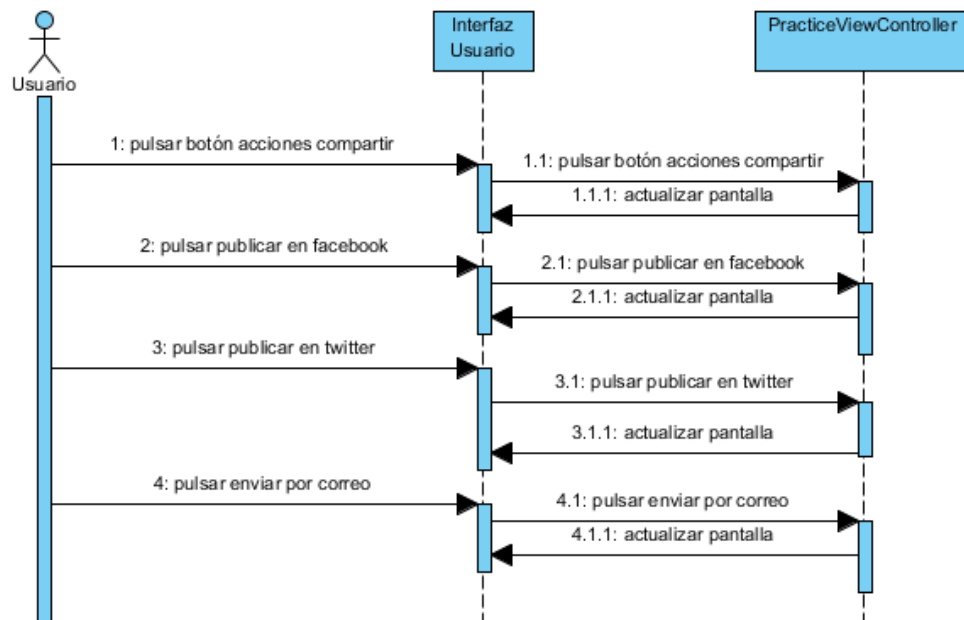 Interfaz
Usuario
PracticeViewController
Usuario
1: pulsar botón acciones compartir
1.1: pulsar botón acciones compartir
1.1.1: actualizar pantalla
2: pulsar publicar en facebook
2.1: pulsar publicar en facebook
2.1.1: actualizar pantalla
3: pulsar publicar en twitter
3.1: pulsar publicar en twitter
3.1.1: actualizar pantalla
4: pulsar enviar por correo
4.1: pulsar enviar por correo
4.1.1: actualizar pantalla